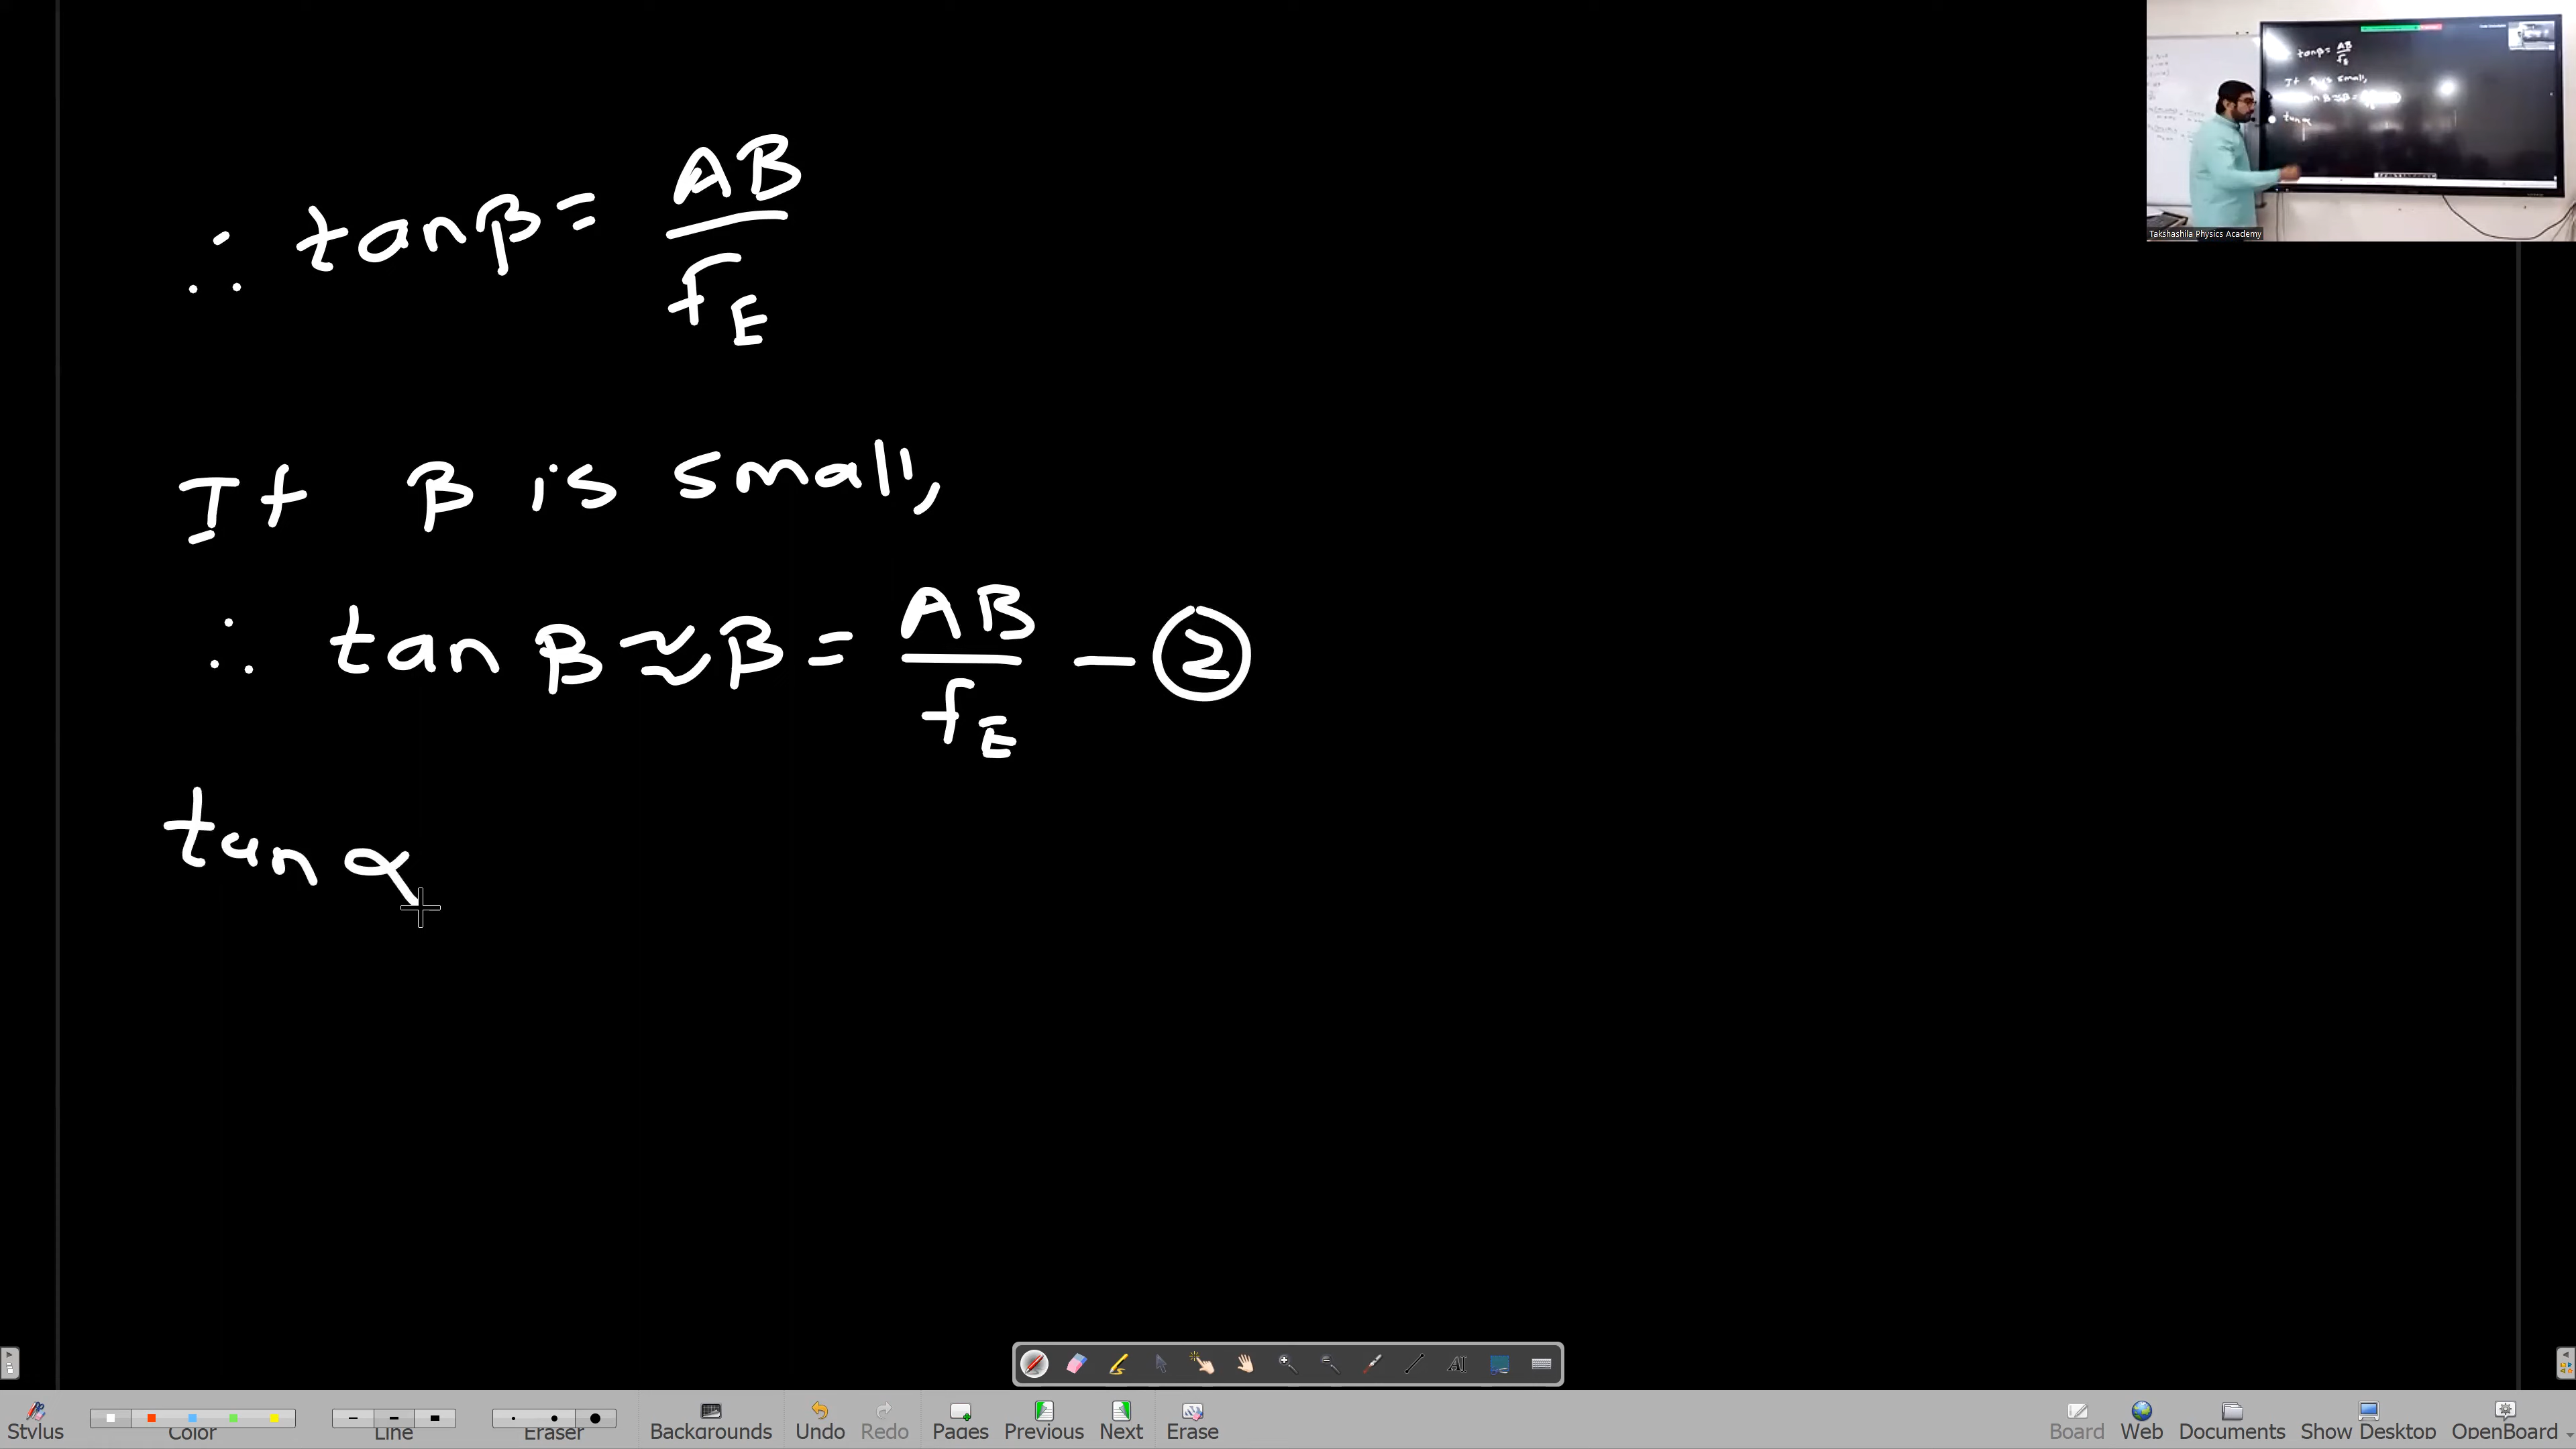 ∴ tanβ = AB/f_E
If β is small,
∴ tan β ≈ β = AB/f_E - ②
tan α
Takshashila Physics Academy
Stylus Color Line Eraser Backgrounds Undo Redo Pages Previous Next Erase Board Web Documents Show Desktop OpenBoard